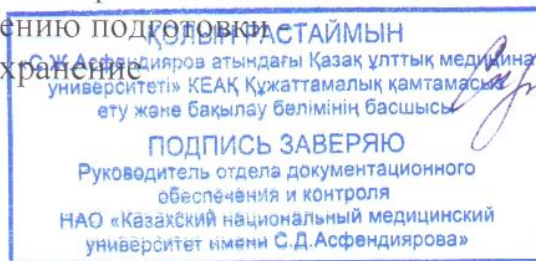 ению подготовки –
хранение
ҚОЛЫН РАСТАЙМЫН
«С.Ж.Асфендияров атындағы Қазақ ұлттық медицина
университеті» КЕАҚ Құжаттамалық қамтамасыз
ету және бақылау бөлімінің басшысы
ПОДПИСЬ ЗАВЕРЯЮ
Руководитель отдела документационного
обеспечения и контроля
НАО «Казахский национальный медицинский
университет имени С.Д.Асфендиярова»